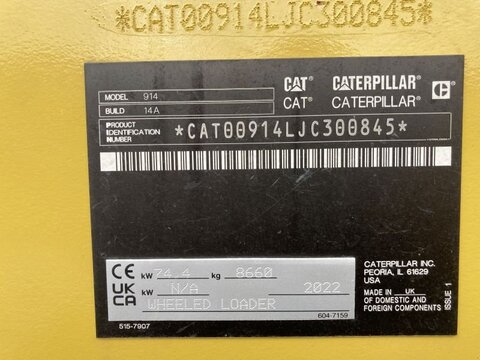 *CAT00914LJC300845*
CAT® CATERPILLAR®
MODEL 914
CAT® CATERPILLAR®
BUILD 14A
PRODUCT IDENTIFICATION NUMBER *CAT00914LJC300845*
CE UKCA
kW 74.4 kg 8660
kW N/A 2022
WHEELED LOADER
604-7159
515-7907
CATERPILLAR INC.
PEORIA, IL 61629
USA
MADE IN UK
OF DOMESTIC AND
FOREIGN COMPONENTS
ISSUE 1